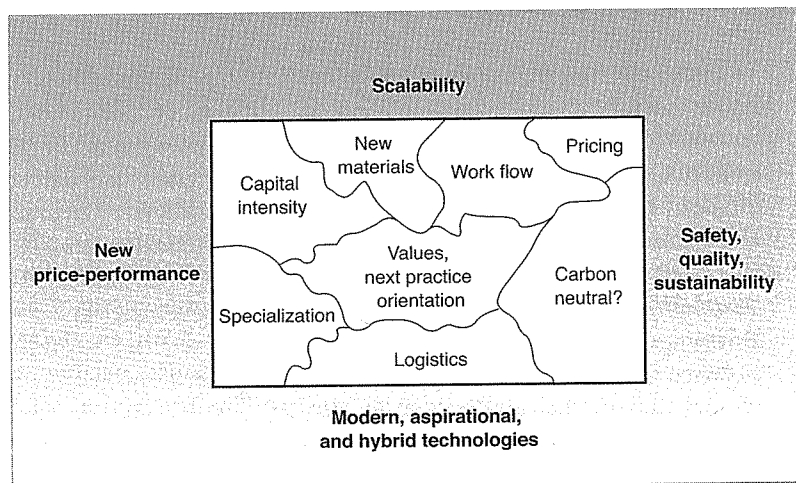 Scalability
New
materials
Work flow
Pricing
Capital
intensity
New
price-performance
Values,
next practice
orientation
Carbon
neutral?
Safety,
quality,
sustainability
Specialization
Logistics
Modern, aspirational,
and hybrid technologies